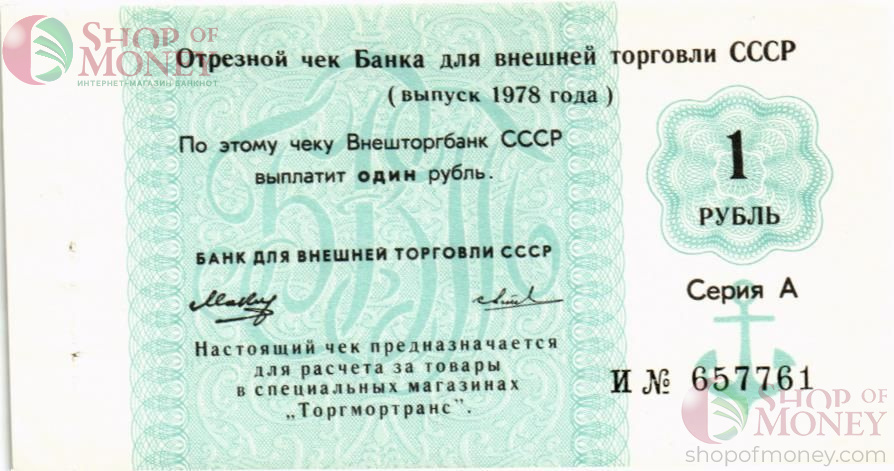 SHOP OF
MONEY
ИНТЕРНЕТ-МАГАЗИН БАНКНОТ
Отрезной чек Банка для внешней торговли СССР
(выпуск 1978 года)
По этому чеку Внешторгбанк СССР
выплатит один рубль.
1
РУБЛЬ
БАНК ДЛЯ ВНЕШНЕЙ ТОРГОВЛИ СССР
Серия А
Настоящий чек предназначается
для расчета за товары
в специальных магазинах
„Торгмортранс".
И № 657761
SHOP OF
MONEY
shopofmoney.com